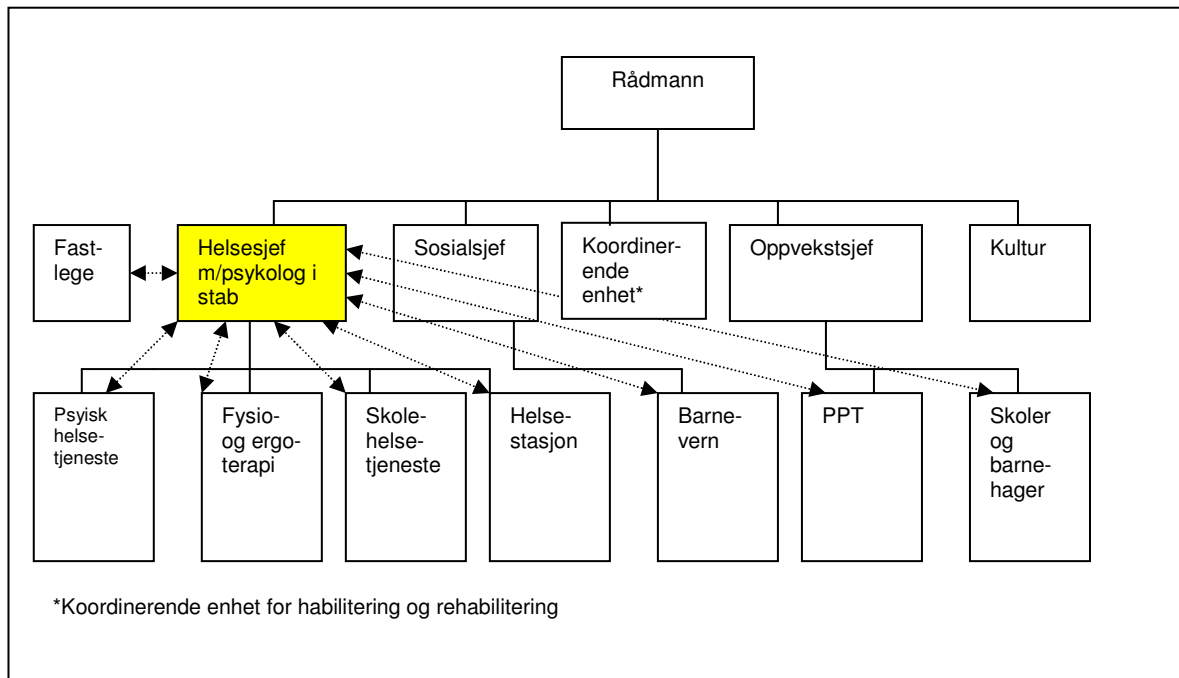 Rådmann
Fast-
lege
Helsesjef
m/psykolog i
stab
Sosialsjef
Koordiner-
ende
enhet*
Oppvekstsjef
Kultur
Psyisk
helse-
tjeneste
Fysio-
og ergo-
terapi
Skole-
helse-
tjeneste
Helse-
stasjon
Barne-
vern
PPT
Skoler
og
barne-
hager
*Koordinerende enhet for habilitering og rehabilitering